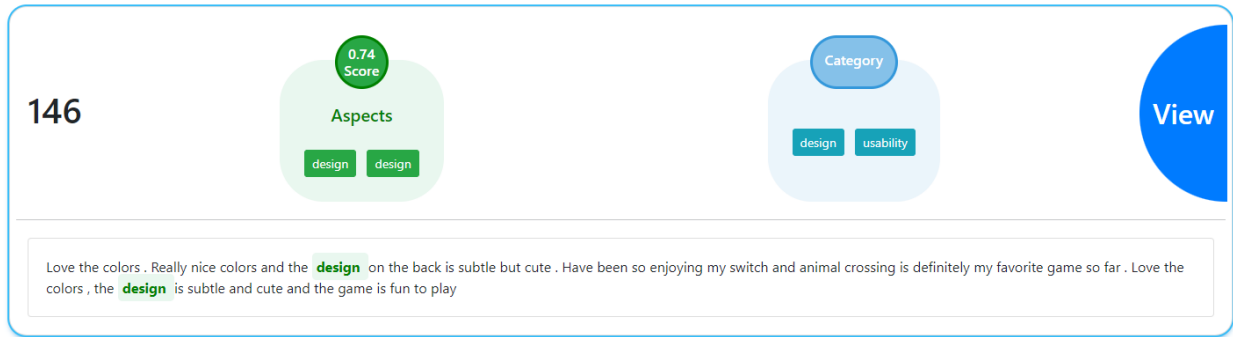 146
0.74
Score
Aspects
design design
Category
design usability
View
Love the colors . Really nice colors and the design on the back is subtle but cute . Have been so enjoying my switch and animal crossing is definitely my favorite game so far . Love the
colors , the design is subtle and cute and the game is fun to play